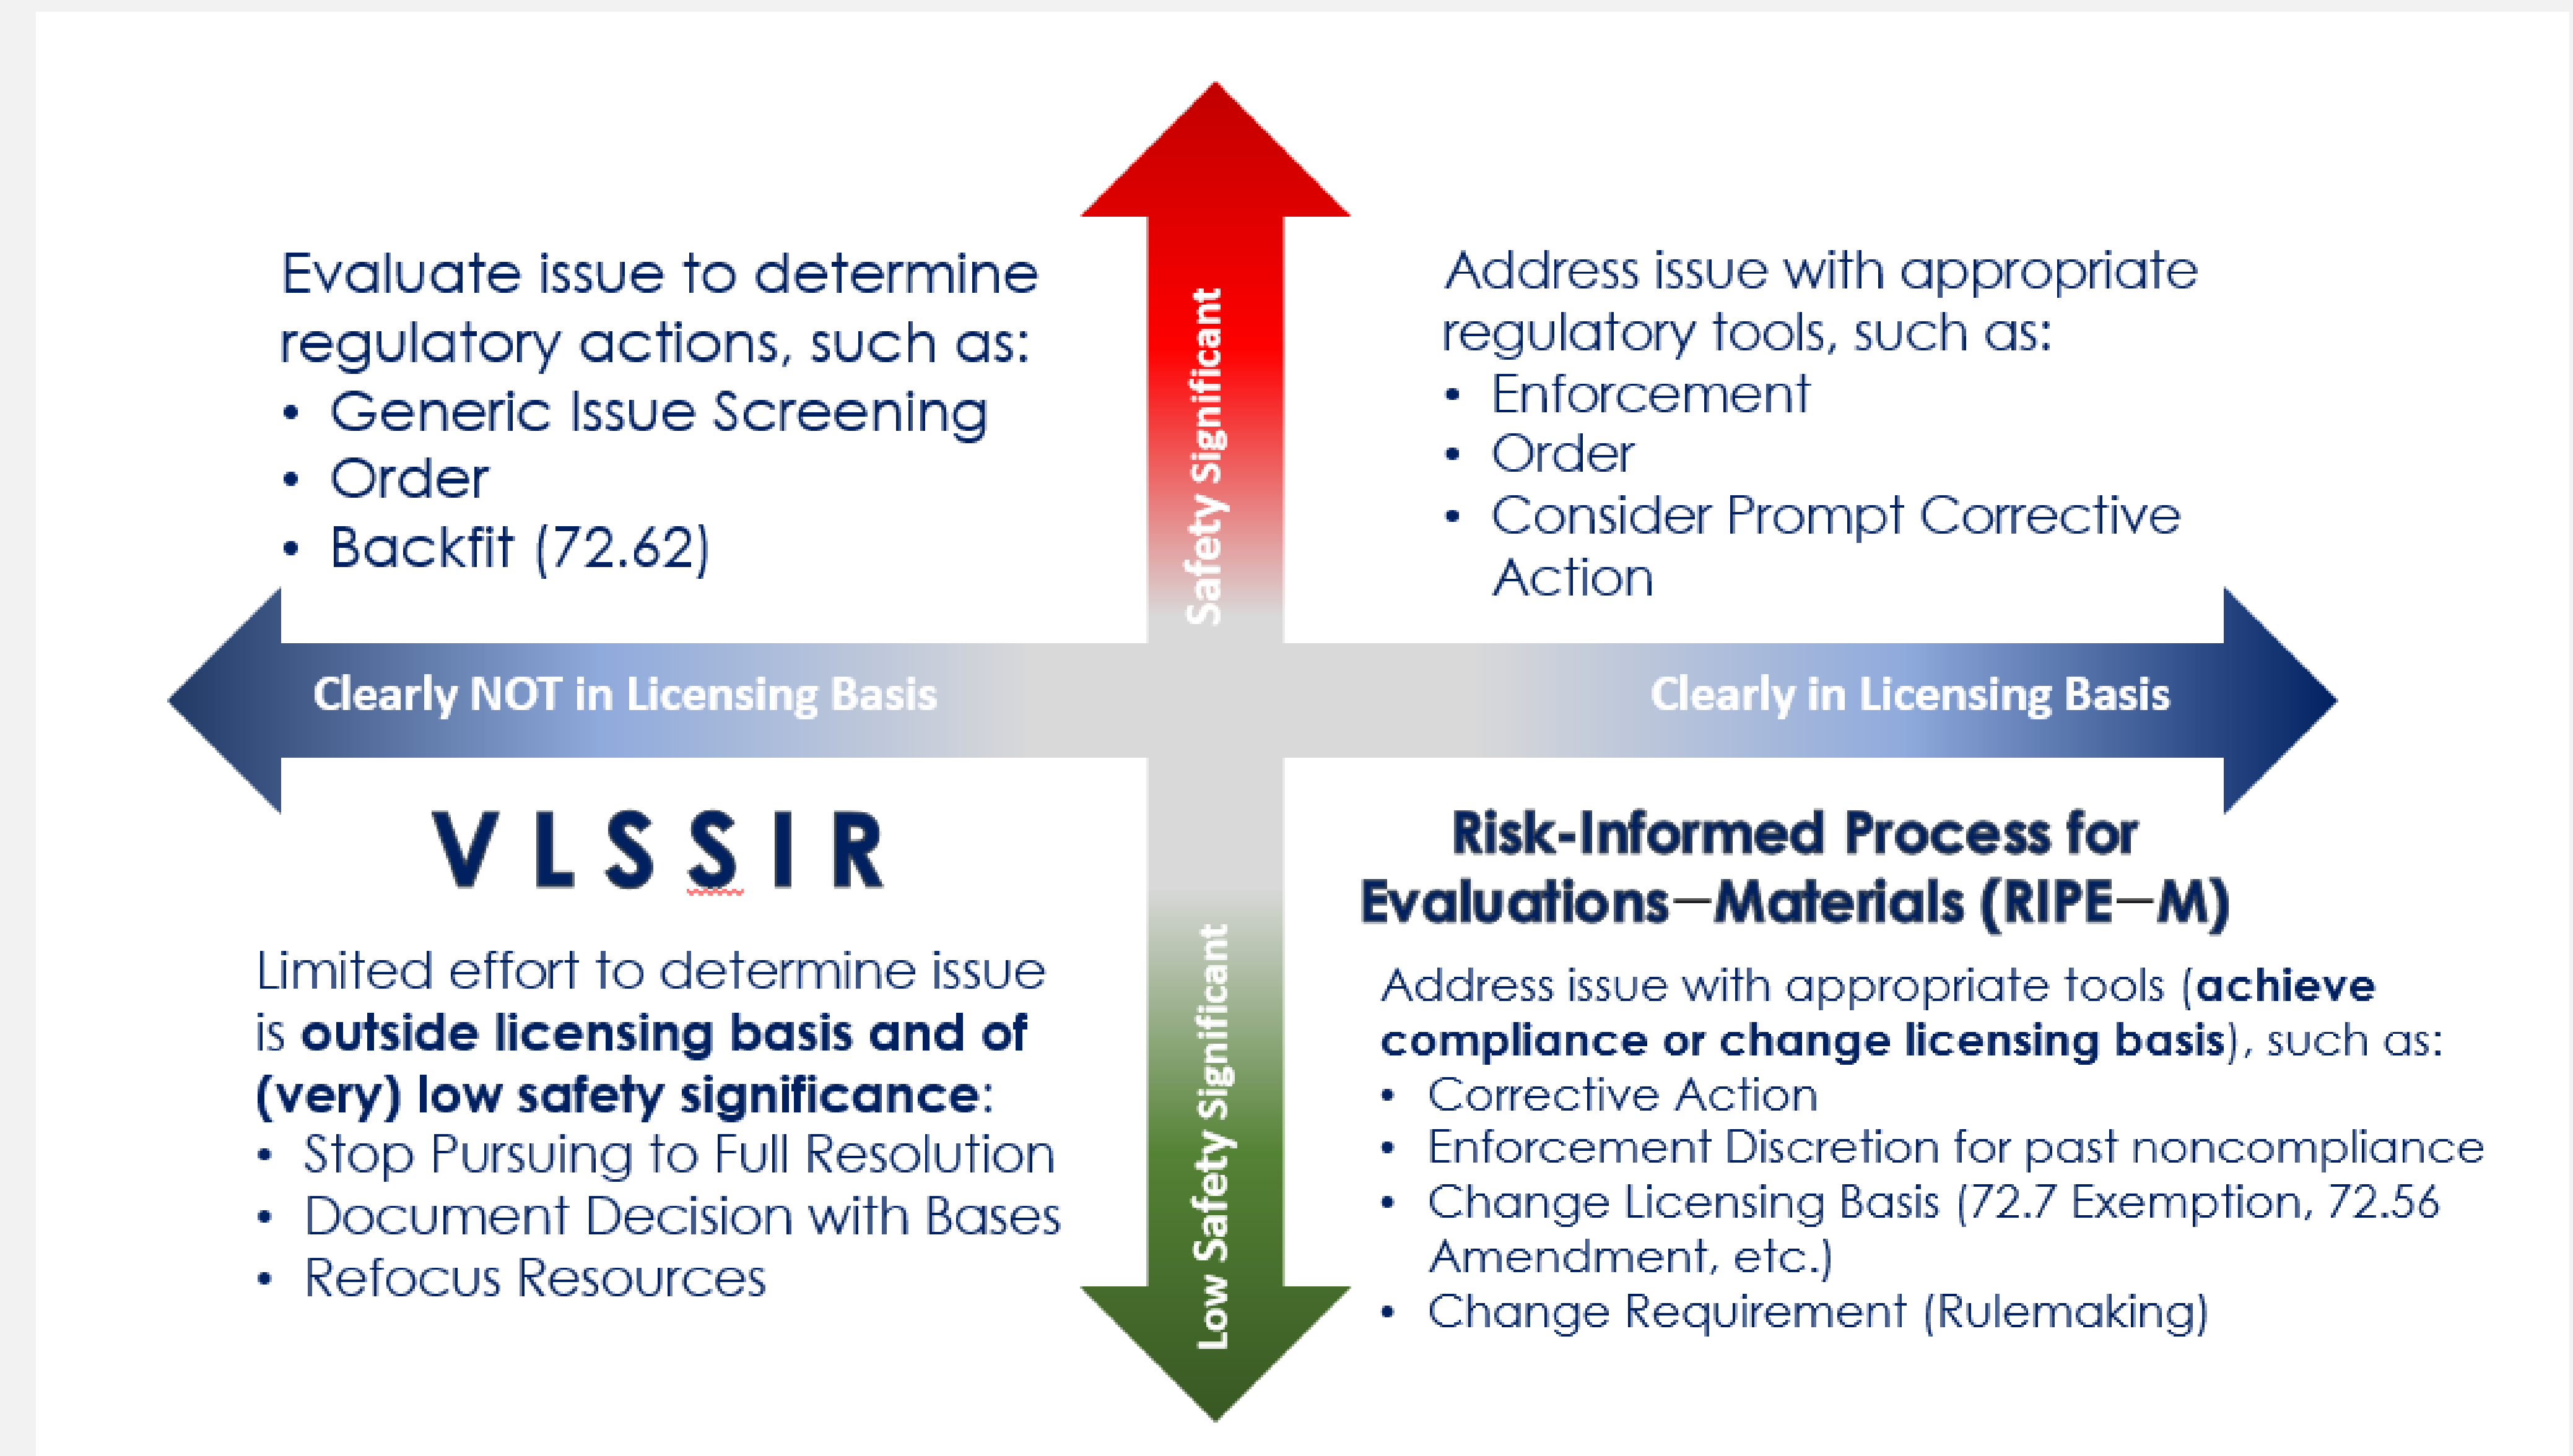 Evaluate issue to determine
regulatory actions, such as:
• Generic Issue Screening
• Order
• Backfit (72.62)
Address issue with appropriate
regulatory tools, such as:
• Enforcement
• Order
• Consider Prompt Corrective
Action
Safety Significant
Clearly NOT in Licensing Basis
Clearly in Licensing Basis
V L S S I R
Limited effort to determine issue
is outside licensing basis and of
(very) low safety significance:
• Stop Pursuing to Full Resolution
• Document Decision with Bases
• Refocus Resources
Low Safety Significant
Risk-Informed Process for
Evaluations—Materials (RIPE—M)
Address issue with appropriate tools (achieve
compliance or change licensing basis), such as:
• Corrective Action
• Enforcement Discretion for past noncompliance
• Change Licensing Basis (72.7 Exemption, 72.56
Amendment, etc.)
• Change Requirement (Rulemaking)